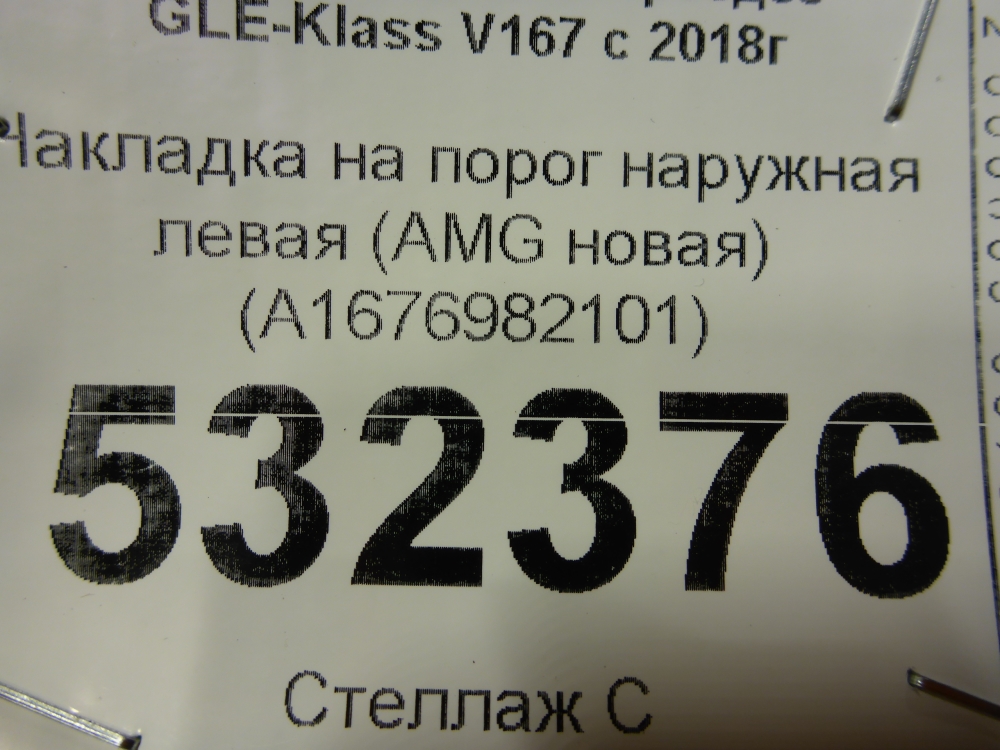 GLE-Klass V167 с 2018г
Накладка на порог наружная
левая (AMG новая)
(A1676982101)
532376
Стеллаж С